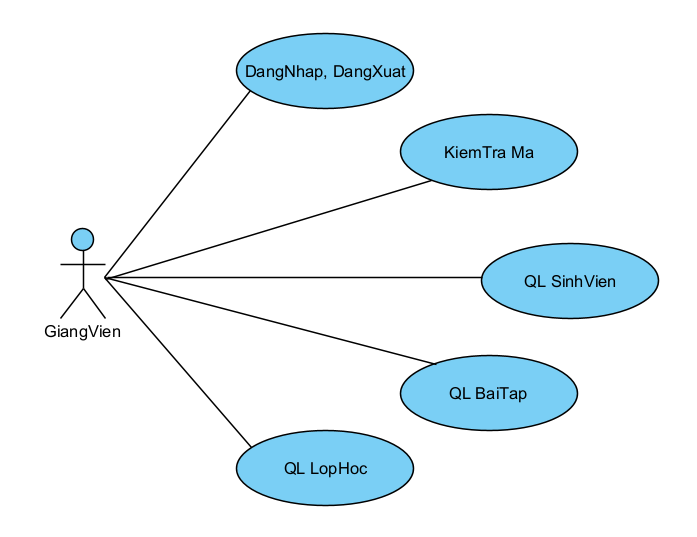 DangNhap, DangXuat
KiemTra Ma
QL SinhVien
GiangVien
QL BaiTap
QL LopHoc